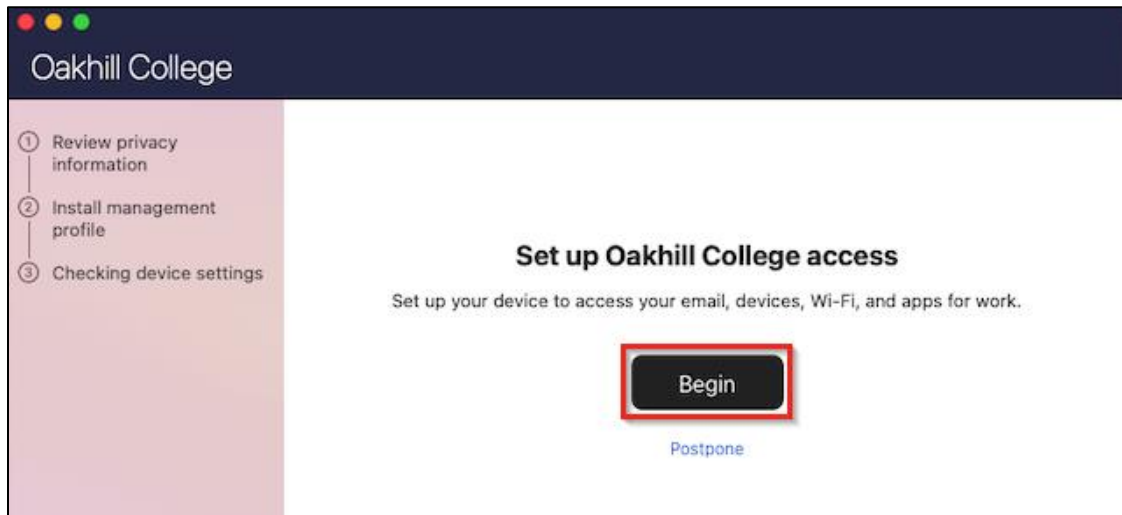 Oakhill College
1 Review privacy
information
2 Install management
profile
3 Checking device settings
Set up Oakhill College access
Set up your device to access your email, devices, Wi-Fi, and apps for work.
Begin
Postpone